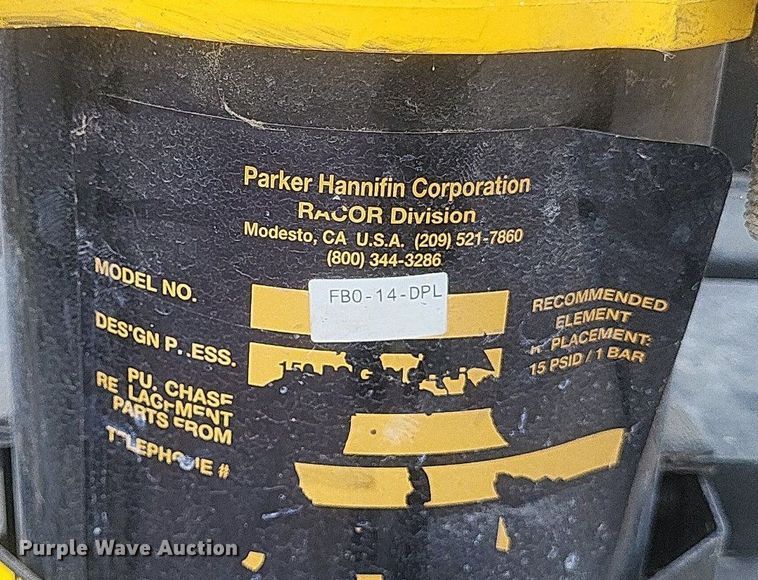 Parker Hannifin Corporation
RACOR Division
Modesto, CA U.S.A. (209) 521-7860
(800) 344-3286
MODEL NO.
FBO-14-DPL
DES'GN P..ESS.
PU. CHASE
RE LACEMENT
PARTS FROM
TELEPHONE #
RECOMMENDED
ELEMENT
PLACEMENT:
15 PSID / 1 BAR
Purple Wave Auction